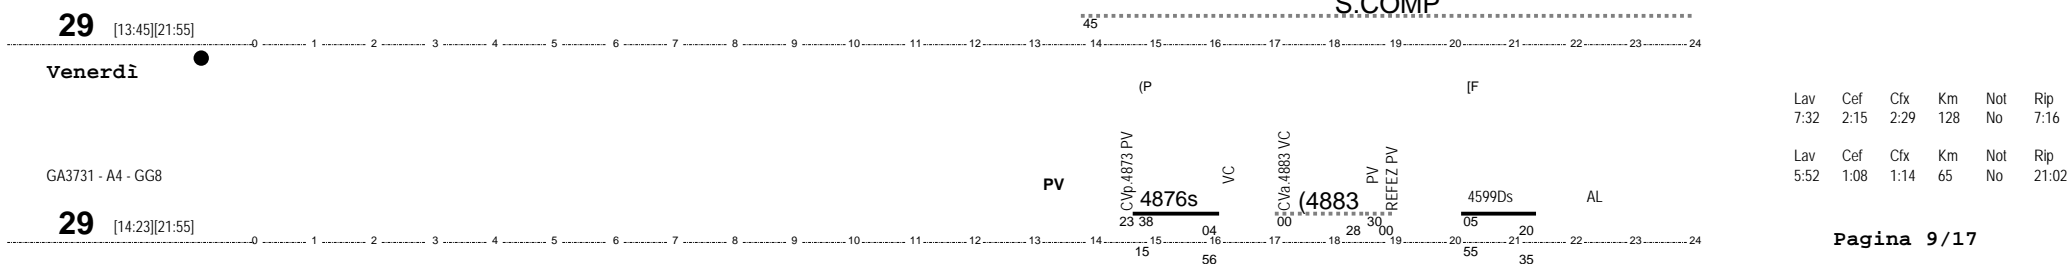 S.COMP
45
29 [13:45][21:55]
0 1 2 3 4 5 6 7 8 9 10 11 12 13 14 15 16 17 18 19 20 21 22 23 24
Venerdì
(P [F
Lav Cef Cfx Km Not Rip
7:32 2:15 2:29 128 No 7:16
Lav Cef Cfx Km Not Rip
5:52 1:08 1:14 65 No 21:02
GA3731 - A4 - GG8
PV
CVp.4873 PV
4876s
VC
CVa.4883 VC
(4883
PV
REFEZ PV
4599Ds
AL
23 38 00 30 05
04 28 00 20
29 [14:23][21:55]
0 1 2 3 4 5 6 7 8 9 10 11 12 13 14 15 16 17 18 19 20 21 22 23 24
15 55
56 35
Pagina 9/17